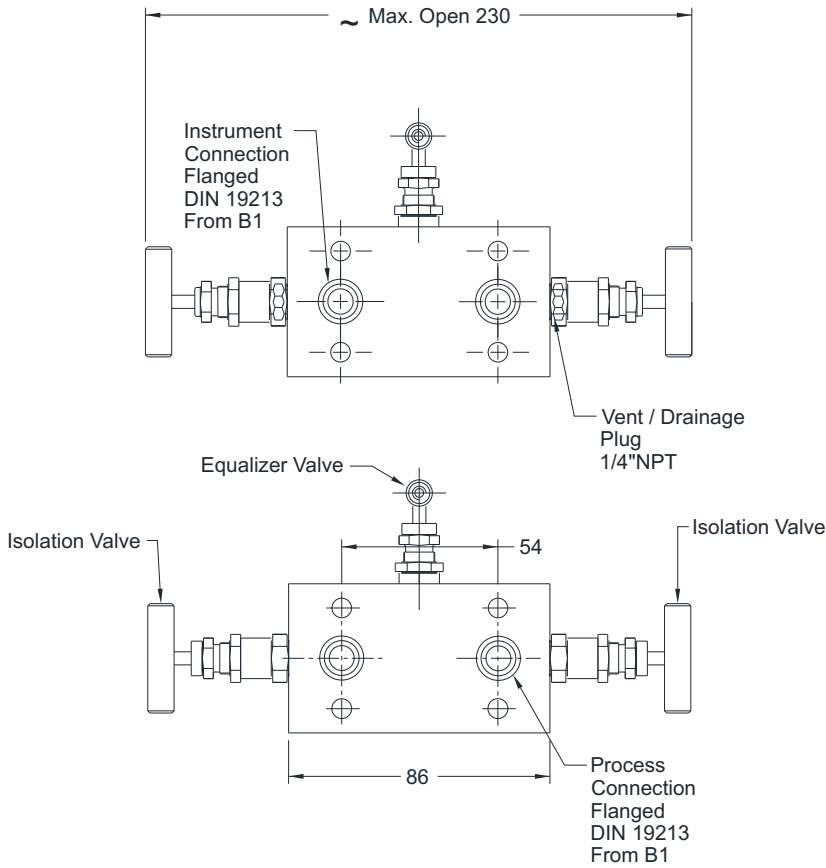 ~ Max. Open 230
Instrument
Connection
Flanged
DIN 19213
From B1
Vent / Drainage
Plug
1/4"NPT
Equalizer Valve
Isolation Valve
54
Isolation Valve
86
Process
Connection
Flanged
DIN 19213
From B1